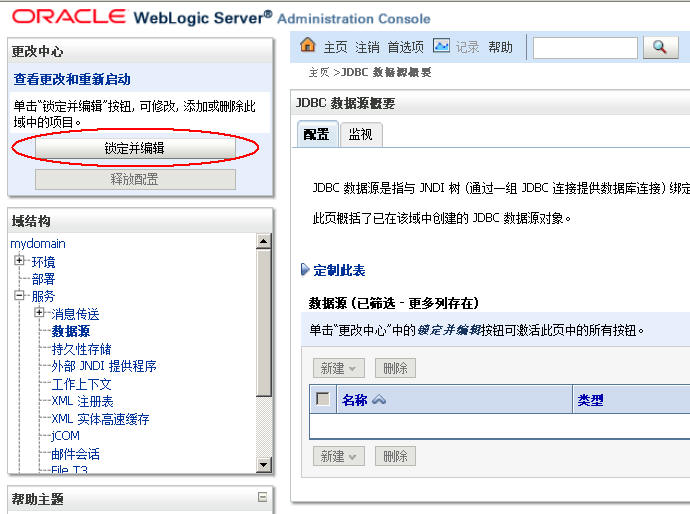 ORACLE WebLogic Server® Administration Console
更改中心
查看更改和重新启动
单击“锁定并编辑”按钮, 可修改, 添加或删除此
域中的项目。
锁定并编辑
释放配置
域结构
mydomain
环境
部署
服务
消息传送
数据源
持久性存储
外部 JNDI 提供程序
工作上下文
XML 注册表
XML 实体高速缓存
jCOM
邮件会话
File T3
帮助主题
主页 注销 首选项 记录 帮助
主页 >JDBC 数据源概要
JDBC 数据源概要
配置 监视
JDBC 数据源是指与 JNDI 树 (通过一组 JDBC 连接提供数据库连接) 绑定
此页概括了已在该域中创建的 JDBC 数据源对象。
定制此表
数据源 (已筛选 - 更多列存在)
单击“更改中心”中的锁定并编辑按钮可激活此页中的所有按钮。
新建 删除
名称 类型
新建 删除